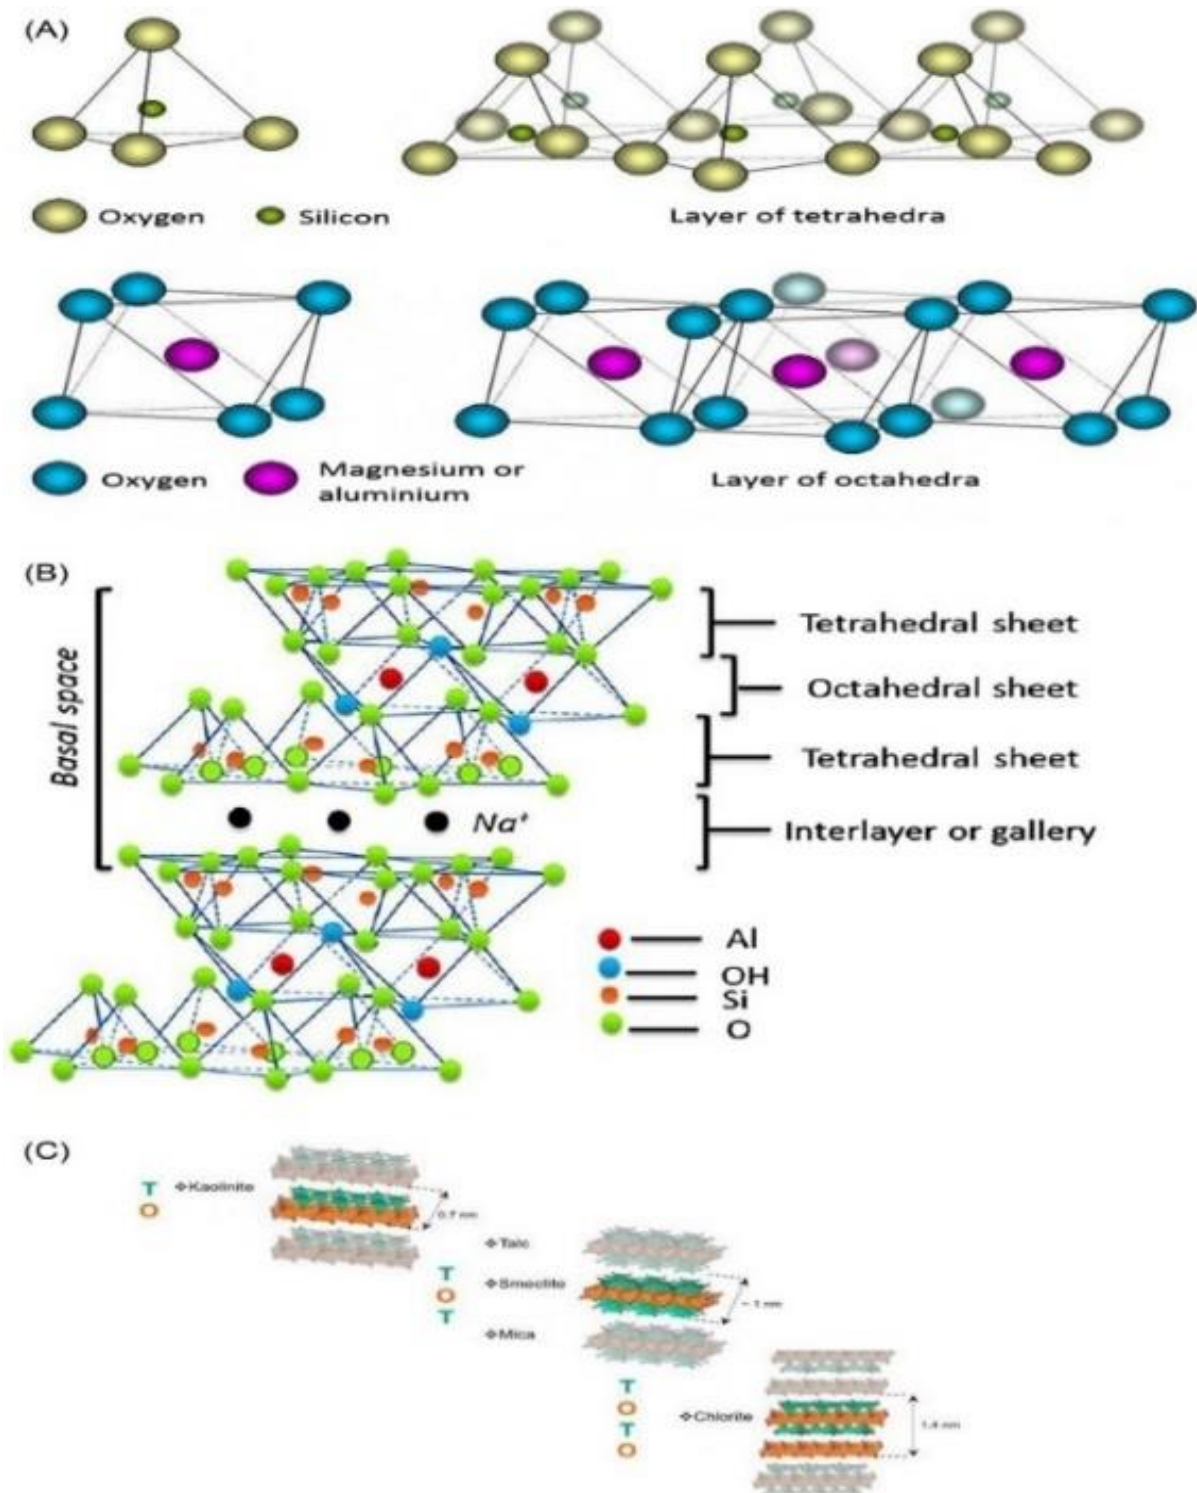 (A)
Oxygen
Silicon
Layer of tetrahedra
Oxygen
Magnesium or
aluminium
Layer of octahedra
(B)
Basal space
Tetrahedral sheet
Octahedral sheet
Tetrahedral sheet
Na⁺
Interlayer or gallery
Al
OH
Si
O
(C)
T
❖Kaolinite
O
0.7 nm
❖Talc
T
❖Smectite
O
~ 1 nm
T
❖Mica
T
O
❖Chlorite
T
1.4 nm
O